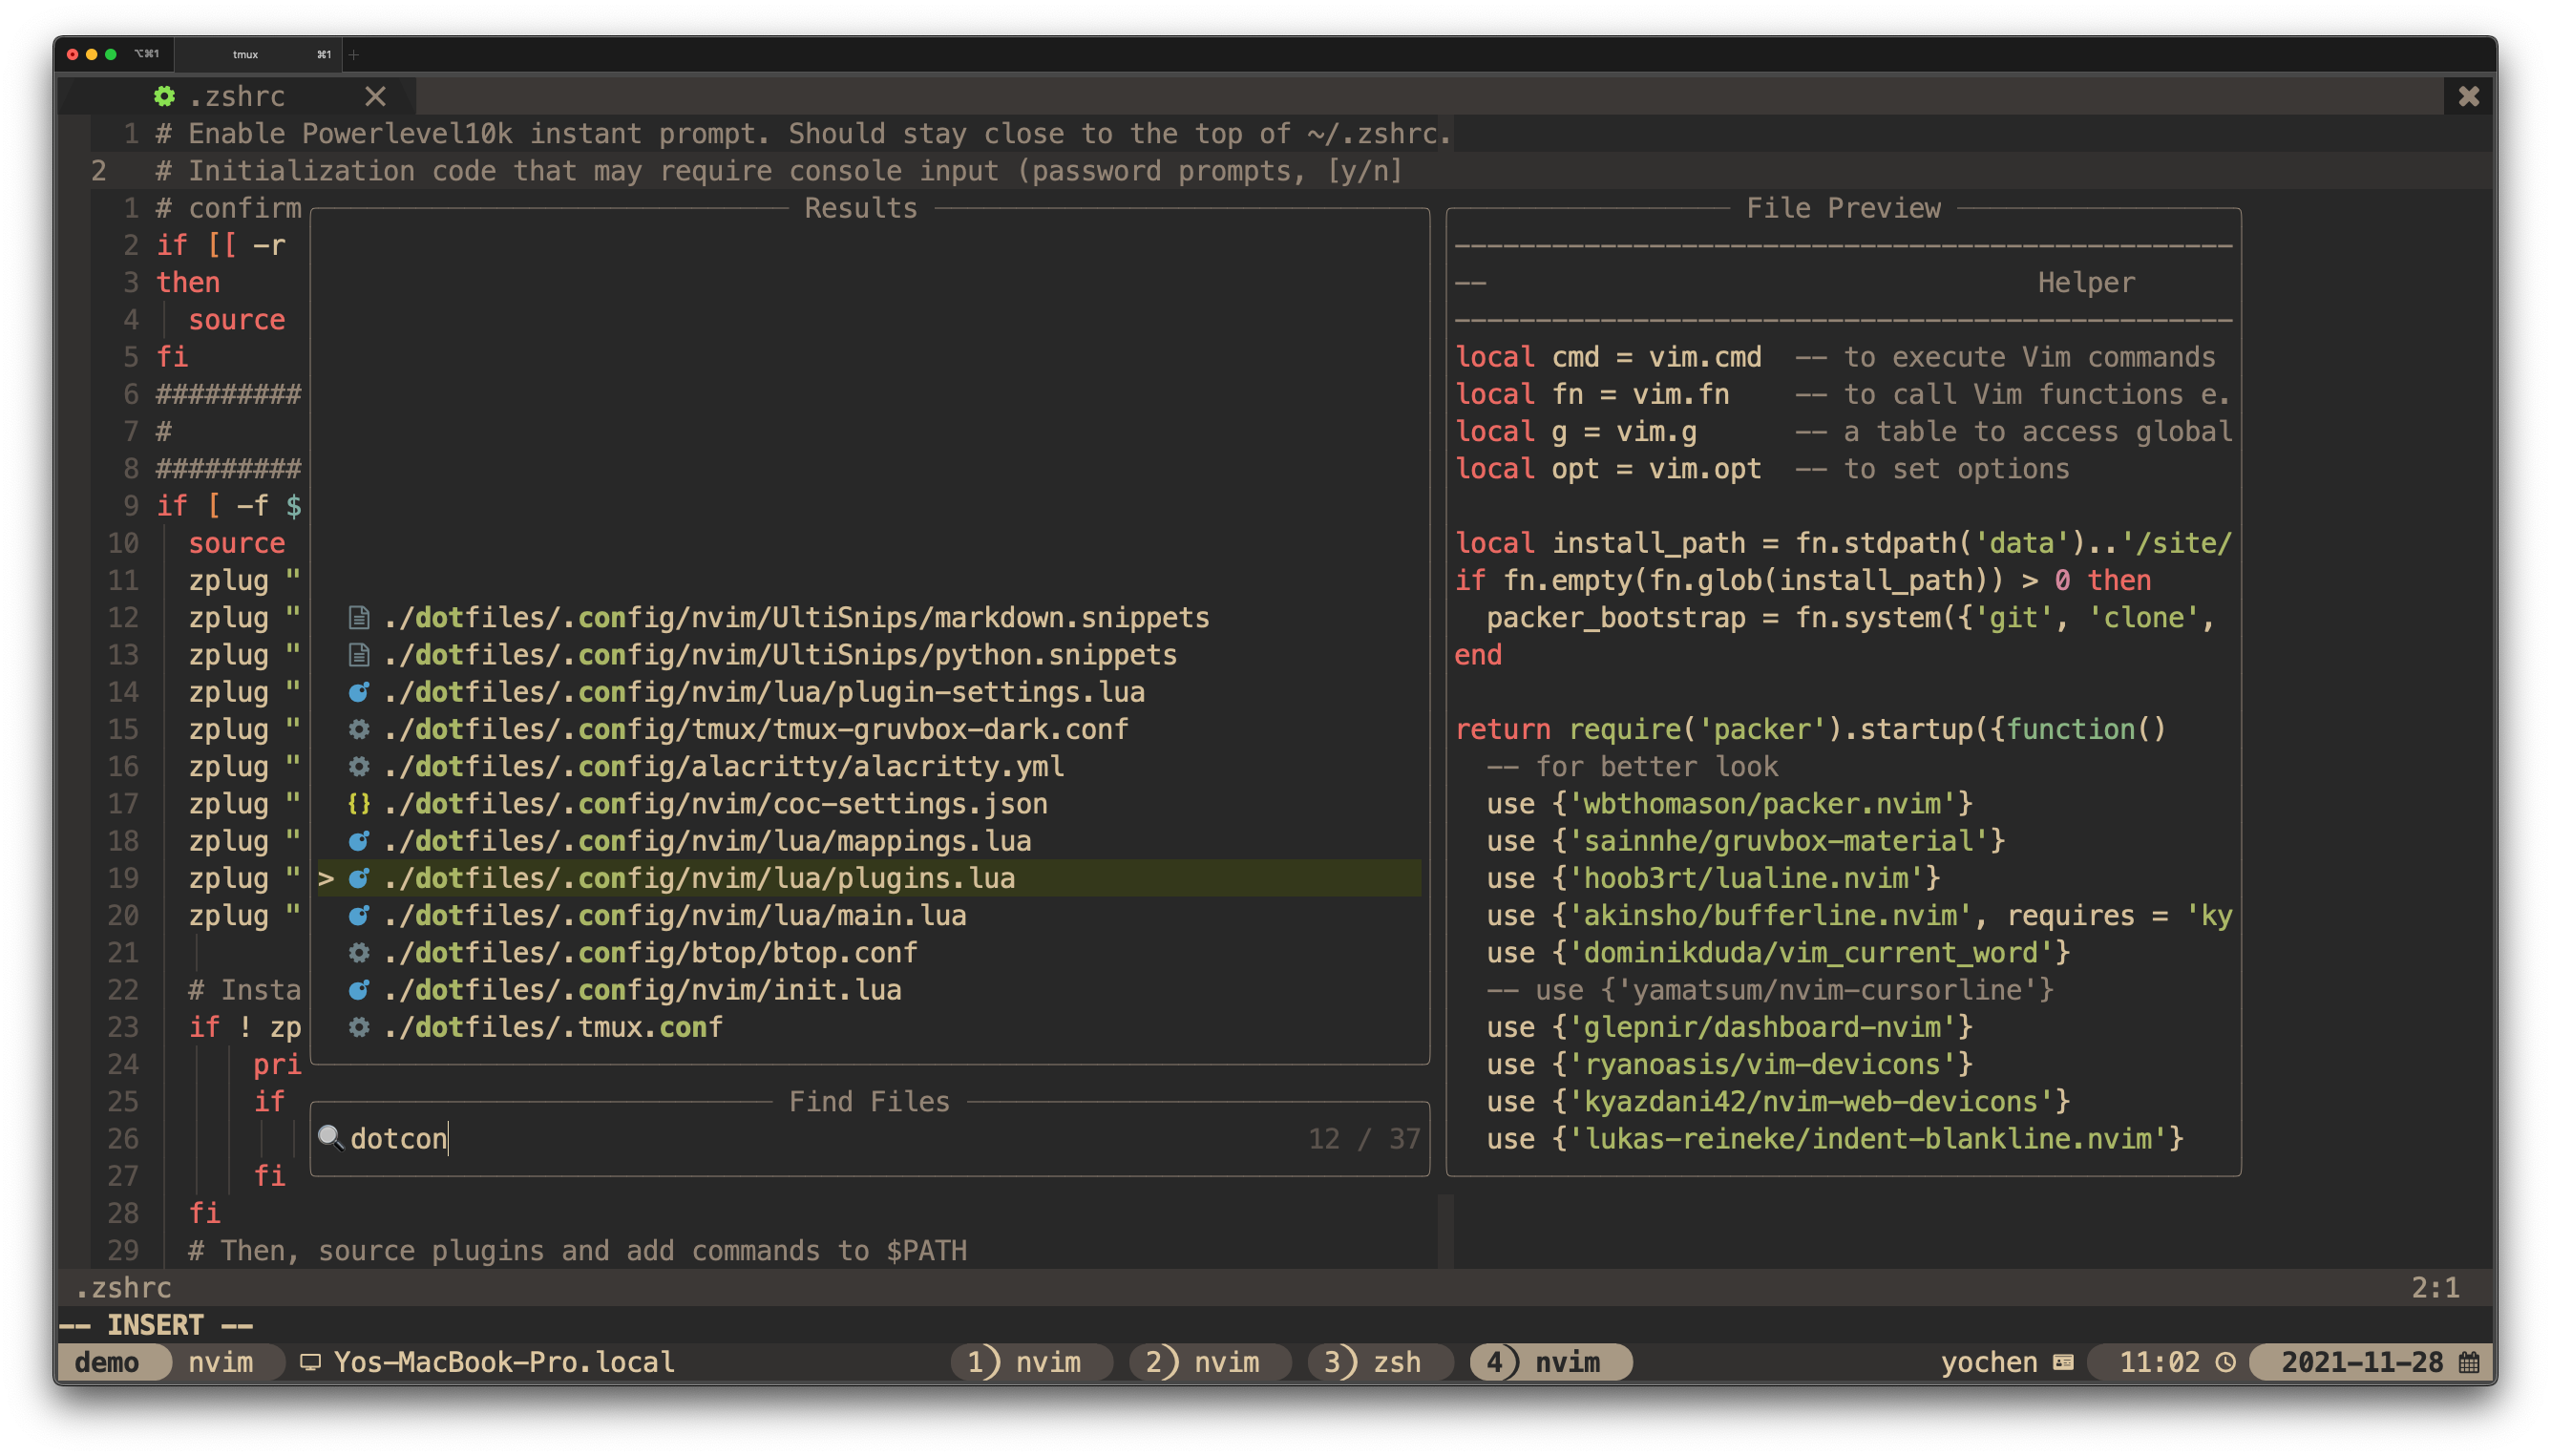 ⌥⌘1 tmux ⌘1 +
.zshrc
1 # Enable Powerlevel10k instant prompt. Should stay close to the top of ~/.zshrc.
2 # Initialization code that may require console input (password prompts, [y/n]
1 # confirm
2 if [[ -r
3 then
4 source
5 fi
6 #########
7 #
8 #########
9 if [ -f $
10 source
11 zplug "
12 zplug "
13 zplug "
14 zplug "
15 zplug "
16 zplug "
17 zplug "
18 zplug "
19 zplug "
20 zplug "
21
22 # Insta
23 if ! zp
24 pri
25 if
26
27 fi
28 fi
29 # Then, source plugins and add commands to $PATH
Results
./dotfiles/.config/nvim/UltiSnips/markdown.snippets
./dotfiles/.config/nvim/UltiSnips/python.snippets
./dotfiles/.config/nvim/lua/plugin-settings.lua
./dotfiles/.config/tmux/tmux-gruvbox-dark.conf
./dotfiles/.config/alacritty/alacritty.yml
{} ./dotfiles/.config/nvim/coc-settings.json
./dotfiles/.config/nvim/lua/mappings.lua
> ./dotfiles/.config/nvim/lua/plugins.lua
./dotfiles/.config/nvim/lua/main.lua
./dotfiles/.config/btop/btop.conf
./dotfiles/.config/nvim/init.lua
./dotfiles/.tmux.conf
Find Files
dotcon 12 / 37
File Preview
------------------------------------------------
-- Helper
------------------------------------------------
local cmd = vim.cmd -- to execute Vim commands
local fn = vim.fn -- to call Vim functions e.
local g = vim.g -- a table to access global
local opt = vim.opt -- to set options
local install_path = fn.stdpath('data')..'/site/
if fn.empty(fn.glob(install_path)) > 0 then
packer_bootstrap = fn.system({'git', 'clone',
end
return require('packer').startup({function()
-- for better look
use {'wbthomason/packer.nvim'}
use {'sainnhe/gruvbox-material'}
use {'hoob3rt/lualine.nvim'}
use {'akinsho/bufferline.nvim', requires = 'ky
use {'dominikduda/vim_current_word'}
-- use {'yamatsum/nvim-cursorline'}
use {'glepnir/dashboard-nvim'}
use {'ryanoasis/vim-devicons'}
use {'kyazdani42/nvim-web-devicons'}
use {'lukas-reineke/indent-blankline.nvim'}
.zshrc 2:1
-- INSERT --
demo nvim Yos-MacBook-Pro.local 1) nvim 2) nvim 3) zsh 4) nvim yochen 11:02 2021-11-28